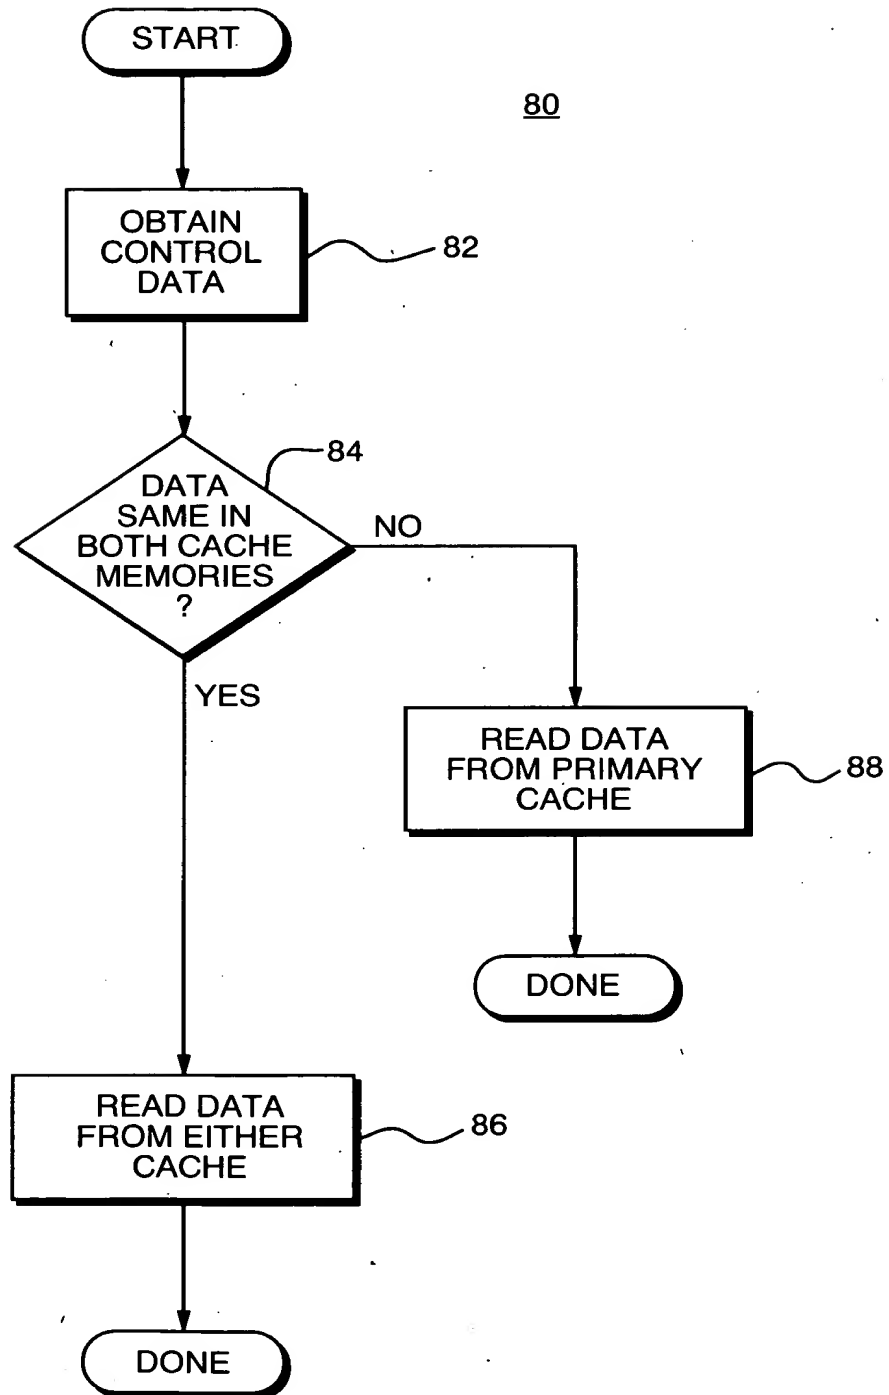 START
80
OBTAIN
CONTROL
DATA
82
84
DATA
SAME IN
BOTH CACHE
MEMORIES
?
NO
YES
READ DATA
FROM PRIMARY
CACHE
88
DONE
READ DATA
FROM EITHER
CACHE
86
DONE